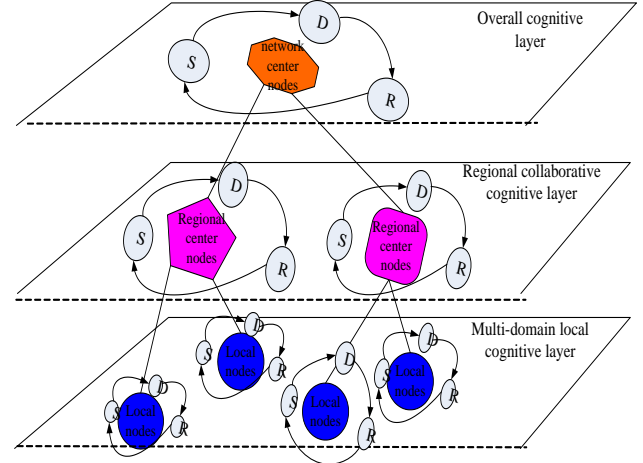 D
Overall cognitive
layer
S
network
center
nodes
R
Regional collaborative
cognitive layer
D
S
Regional
center
nodes
R
D
S
Regional
center
nodes
R
Multi-domain local
cognitive layer
D
S
Local
nodes
R
D
S
Local
nodes
R
D
S
Local
nodes
R
D
S
Local
nodes
R